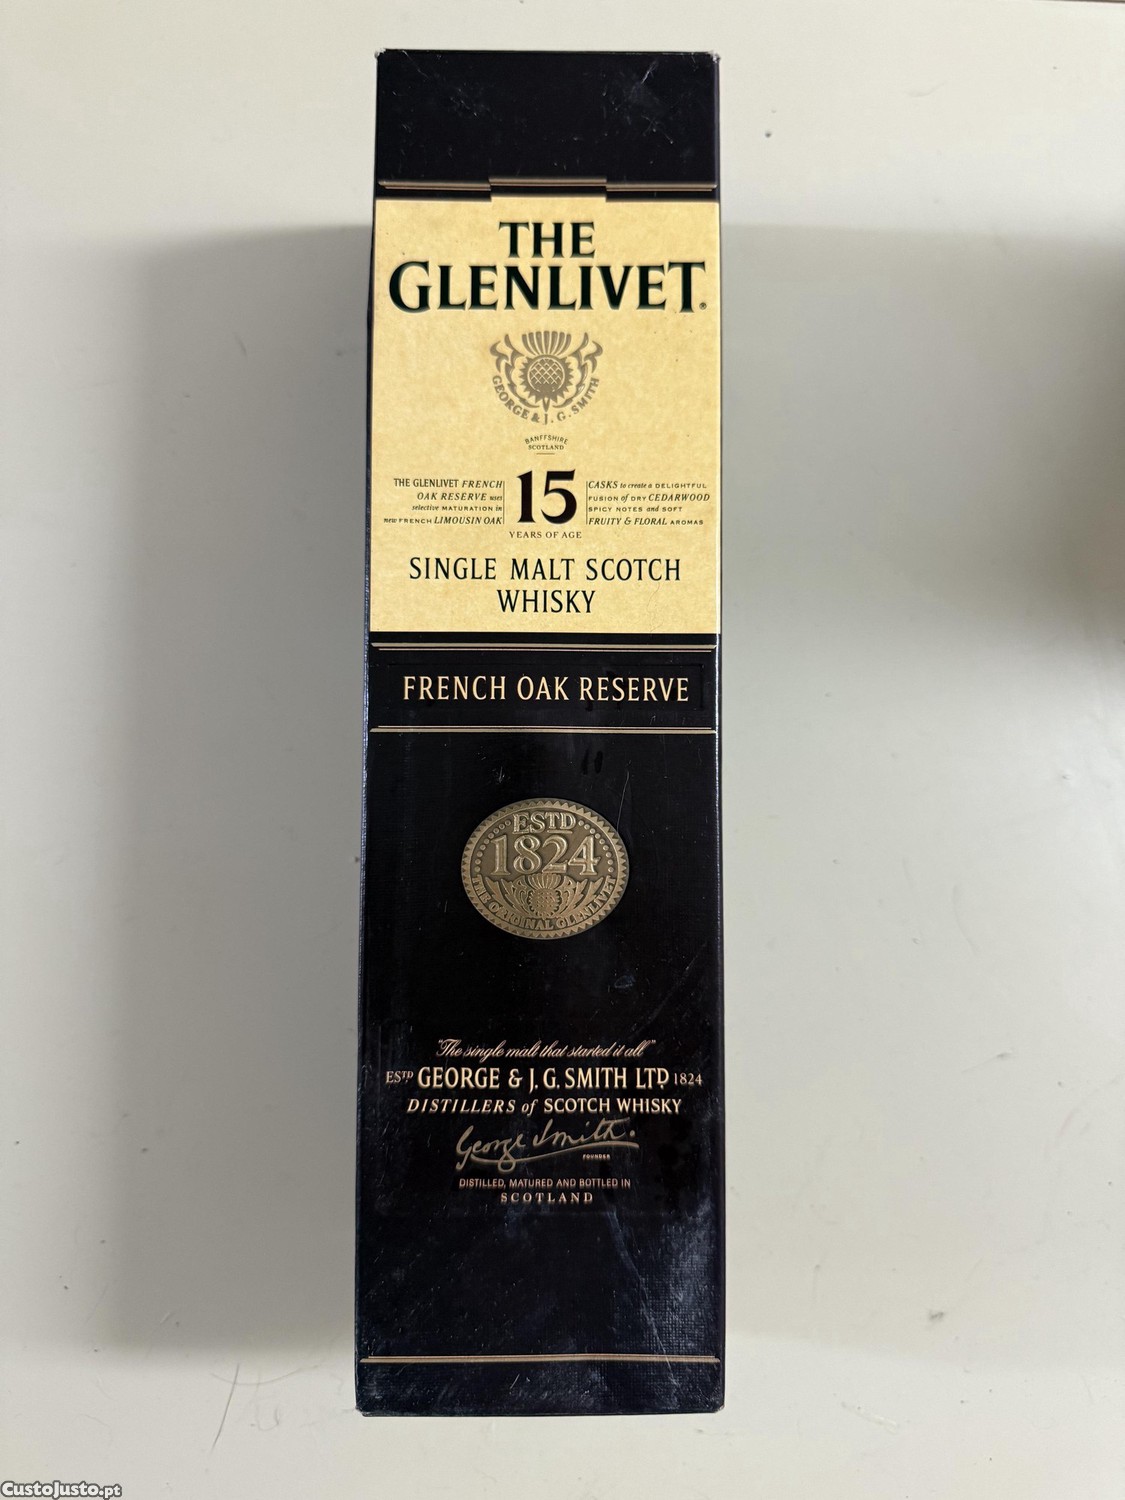 THE
GLENLIVET.
GEORGE & J. G. SMITH
BANFFSHIRE
SCOTLAND
THE GLENLIVET FRENCH
OAK RESERVE uses
selective MATURATION in
new FRENCH LIMOUSIN OAK
15
YEARS OF AGE
CASKS to create a DELIGHTFUL
FUSION of DRY CEDARWOOD
SPICY NOTES and SOFT
FRUITY & FLORAL AROMAS
SINGLE MALT SCOTCH
WHISKY
FRENCH OAK RESERVE
ESTD
1824
THE ORIGINAL GLENLIVET
"The single malt that started it all"
ESTD GEORGE & J. G. SMITH LTD 1824
DISTILLERS of SCOTCH WHISKY
George Smith.
FOUNDER
DISTILLED, MATURED AND BOTTLED IN
SCOTLAND
CustoJusto.pt